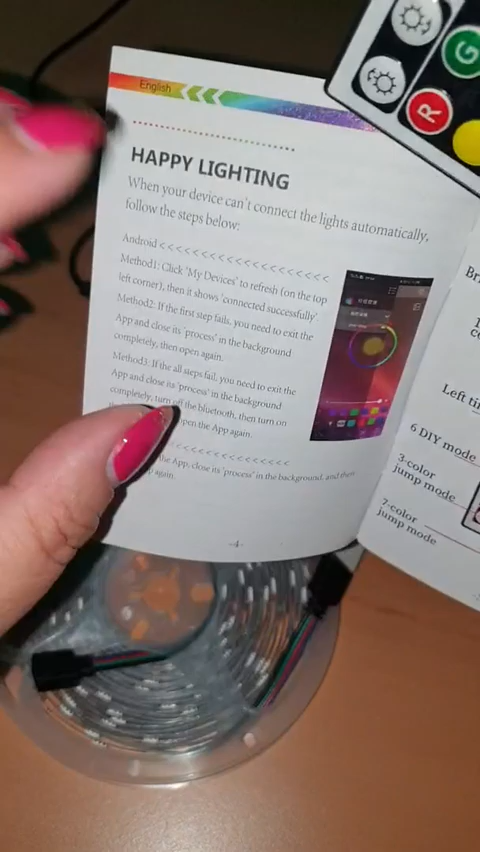 English
HAPPY LIGHTING
When your device can't connect the lights automatically,
follow the steps below:
Android <<<<<<<<<<<<<<<<<<<<<<
Method1: Click "My Devices" to refresh (on the top
left corner), then it shows "connected successfully".
Method2: If the first step fails, you need to exit the
App and close its "process" in the background
completely, then open again.
Method3: If the all steps fail, you need to exit the
App and close its "process" in the background
completely, turn off the bluetooth, then turn on
open the App again.
<<<<<<<<<<<<<<<
the App, close its "process" in the background, and then
again.
-4-
G
R
Left
6 DIY mode
3-color
jump mode
7-color
jump mode